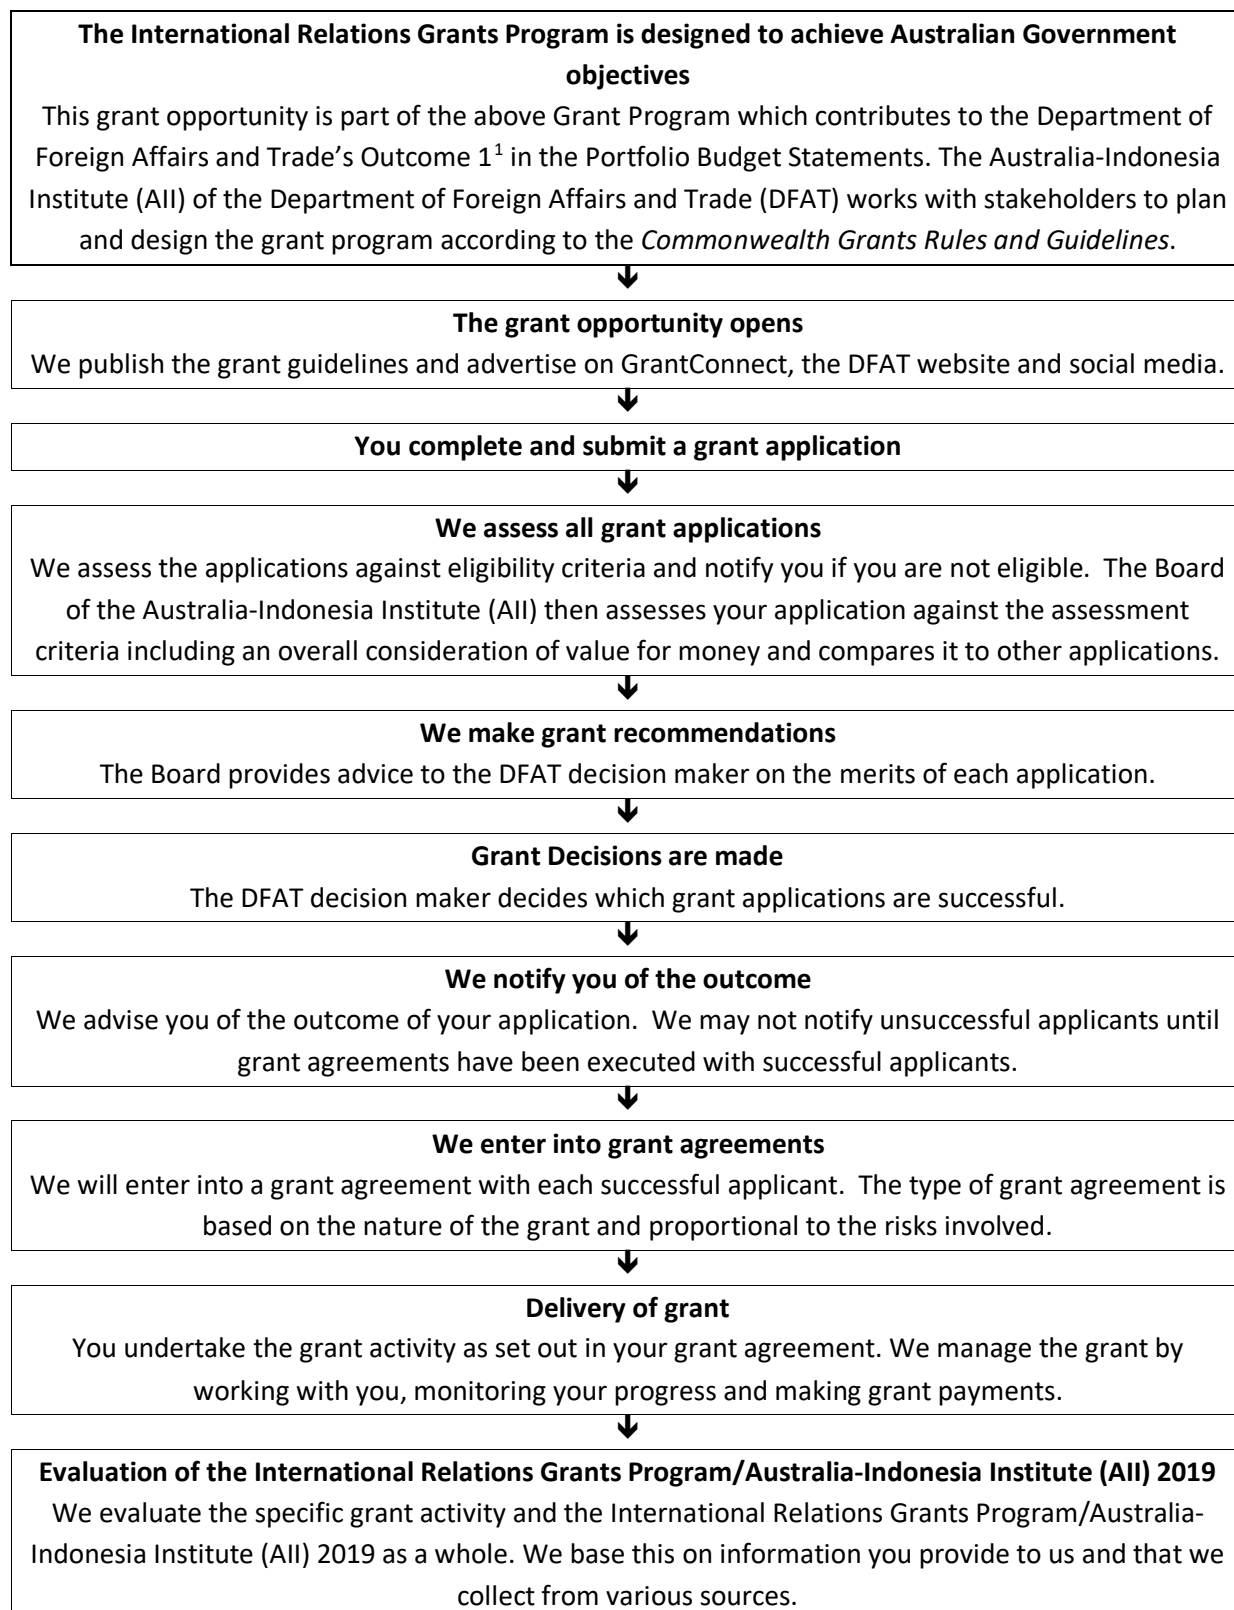 The International Relations Grants Program is designed to achieve Australian Government
objectives
This grant opportunity is part of the above Grant Program which contributes to the Department of
Foreign Affairs and Trade's Outcome 1¹ in the Portfolio Budget Statements. The Australia-Indonesia
Institute (AII) of the Department of Foreign Affairs and Trade (DFAT) works with stakeholders to plan
and design the grant program according to the Commonwealth Grants Rules and Guidelines.
The grant opportunity opens
We publish the grant guidelines and advertise on GrantConnect, the DFAT website and social media.
You complete and submit a grant application
We assess all grant applications
We assess the applications against eligibility criteria and notify you if you are not eligible.  The Board
of the Australia-Indonesia Institute (AII) then assesses your application against the assessment
criteria including an overall consideration of value for money and compares it to other applications.
We make grant recommendations
The Board provides advice to the DFAT decision maker on the merits of each application.
Grant Decisions are made
The DFAT decision maker decides which grant applications are successful.
We notify you of the outcome
We advise you of the outcome of your application.  We may not notify unsuccessful applicants until
grant agreements have been executed with successful applicants.
We enter into grant agreements
We will enter into a grant agreement with each successful applicant.  The type of grant agreement is
based on the nature of the grant and proportional to the risks involved.
Delivery of grant
You undertake the grant activity as set out in your grant agreement. We manage the grant by
working with you, monitoring your progress and making grant payments.
Evaluation of the International Relations Grants Program/Australia-Indonesia Institute (AII) 2019
We evaluate the specific grant activity and the International Relations Grants Program/Australia-
Indonesia Institute (AII) 2019 as a whole. We base this on information you provide to us and that we
collect from various sources.